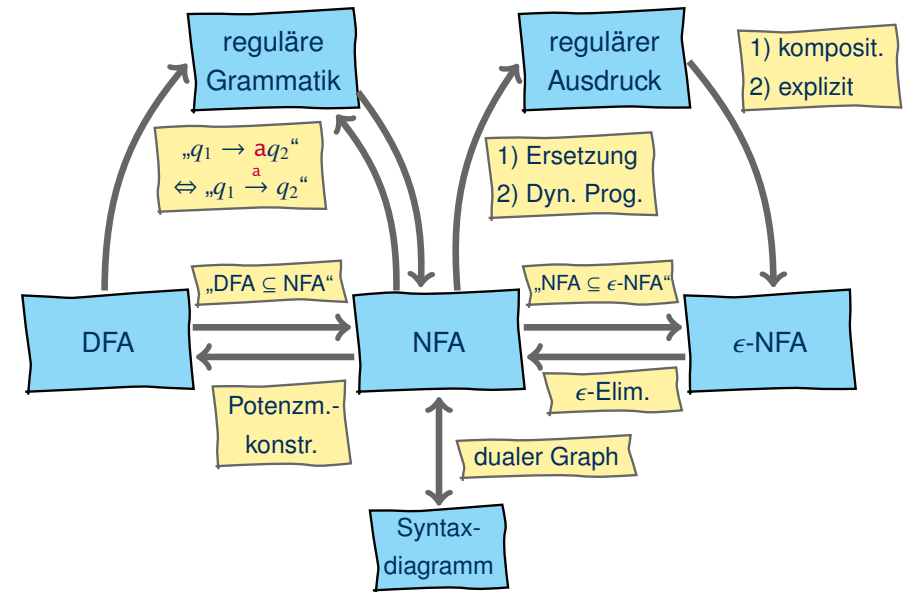 reguläre
Grammatik
regulärer
Ausdruck
1) komposit.
2) explizit
„q₁ → aq₂“
a
⇔ „q₁ → q₂“
1) Ersetzung
2) Dyn. Prog.
„DFA ⊆ NFA“
„NFA ⊆ ϵ-NFA“
DFA
NFA
ϵ-NFA
Potenzm.-
konstr.
ϵ-Elim.
dualer Graph
Syntax-
diagramm